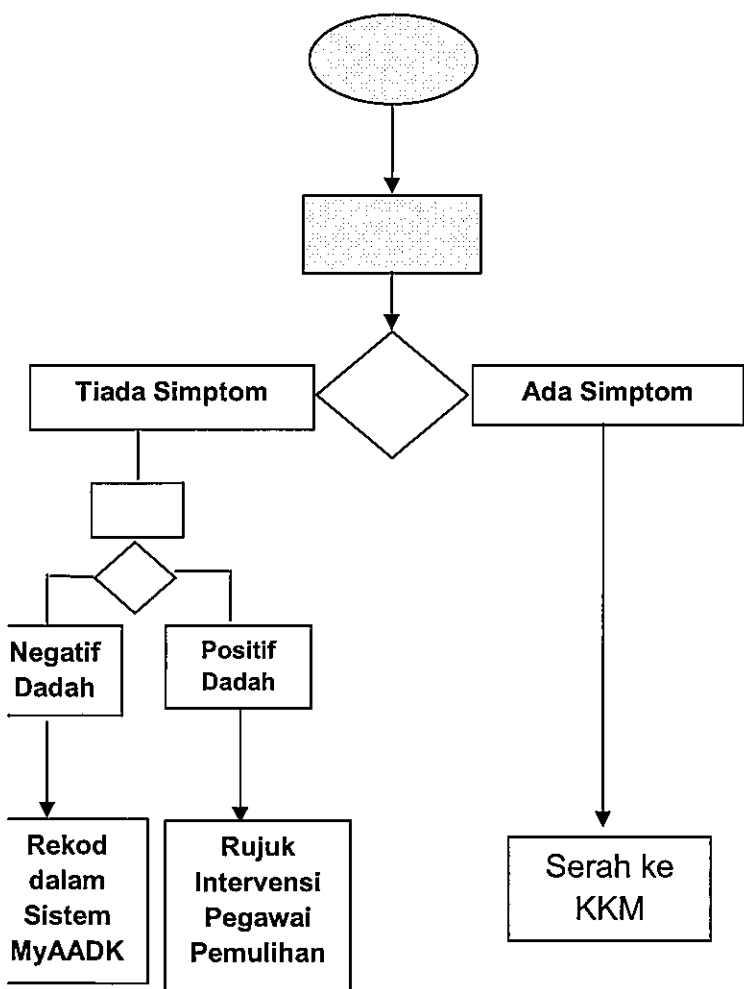 Tiada Simptom
Ada Simptom
Negatif
Dadah
Positif
Dadah
Rekod
dalam
Sistem
MyAADK
Rujuk
Intervensi
Pegawai
Pemulihan
Serah ke
KKM